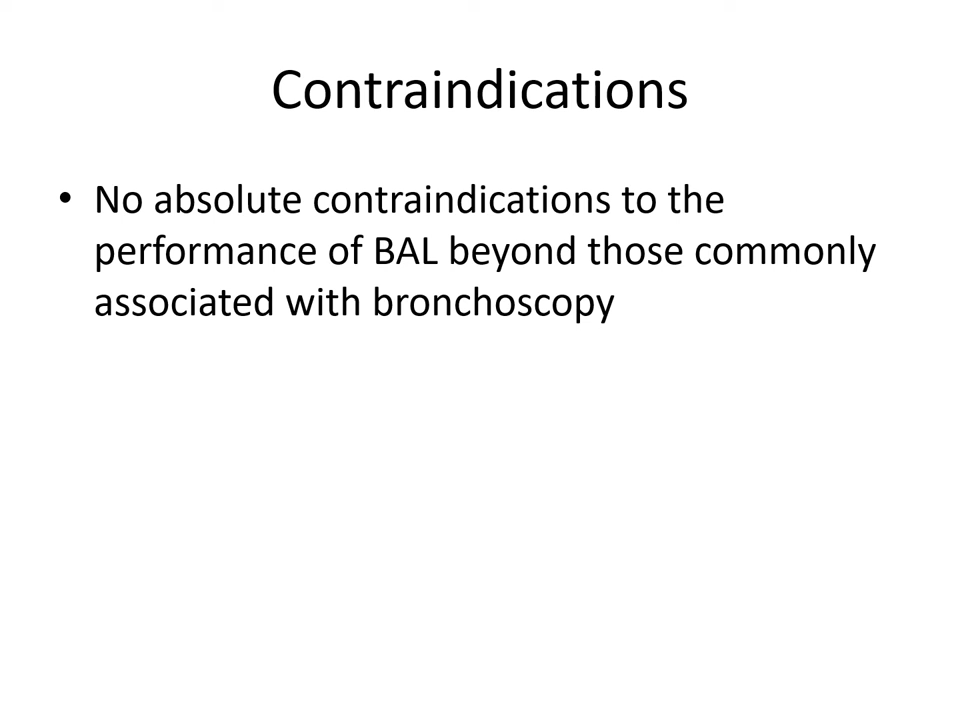 Contraindications
• No absolute contraindications to the
performance of BAL beyond those commonly
associated with bronchoscopy